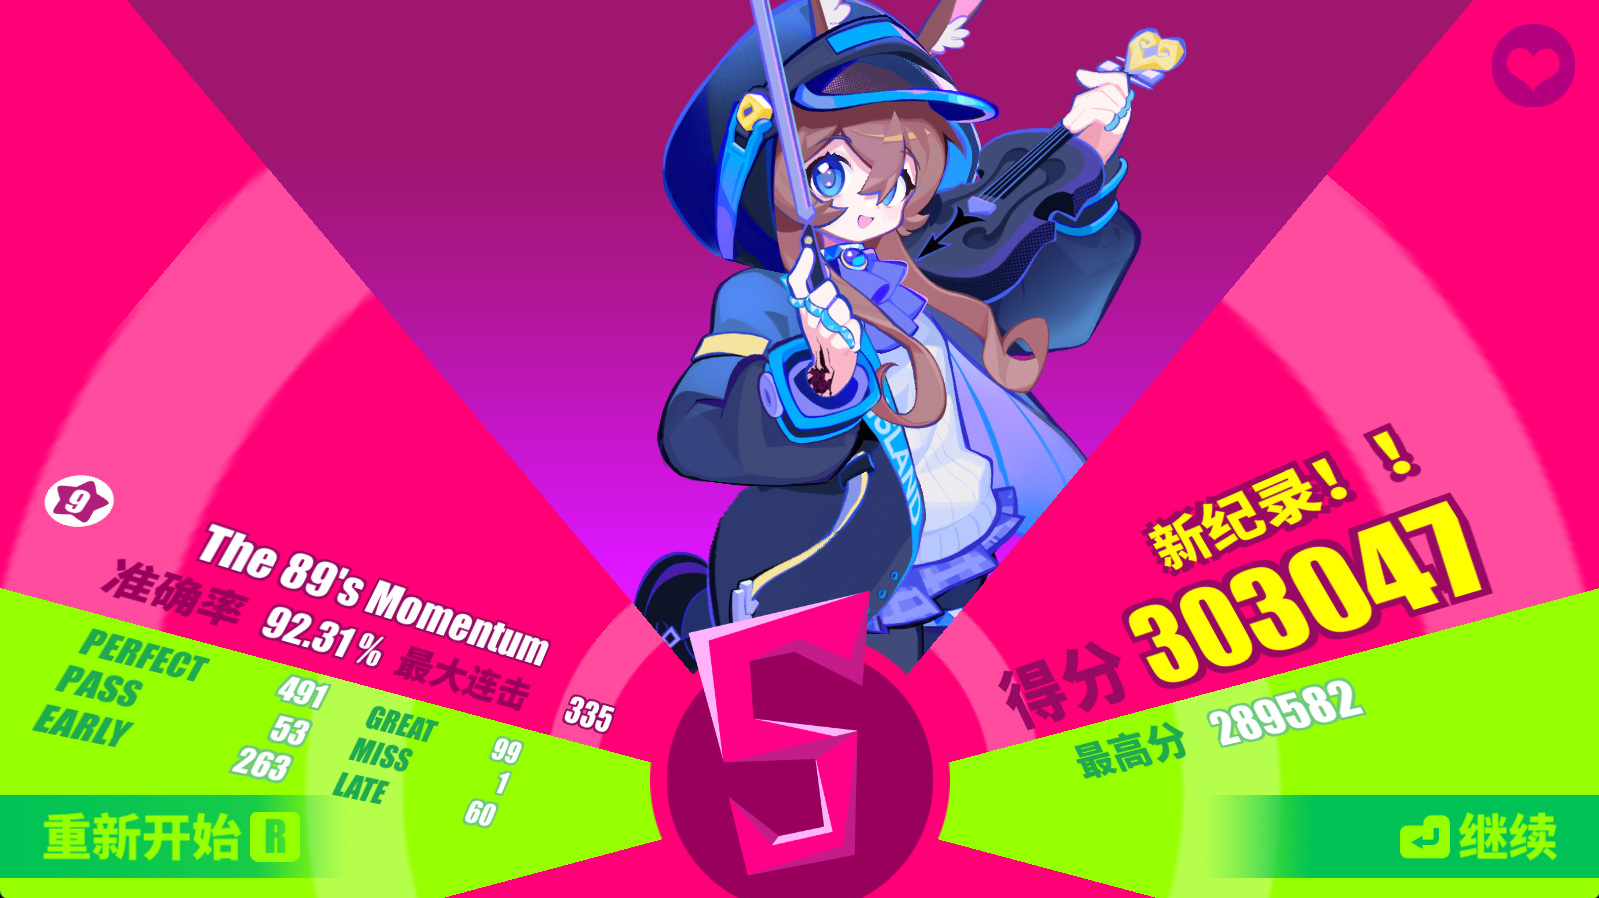 9
The 89's Momentum
准确率 92.31% 最大连击 335
PERFECT 491 GREAT 99
PASS 53 MISS 1
EARLY 263 LATE 60
重新开始 R
ISLAND
S
新纪录！！
得分 303047
最高分 289582
继续